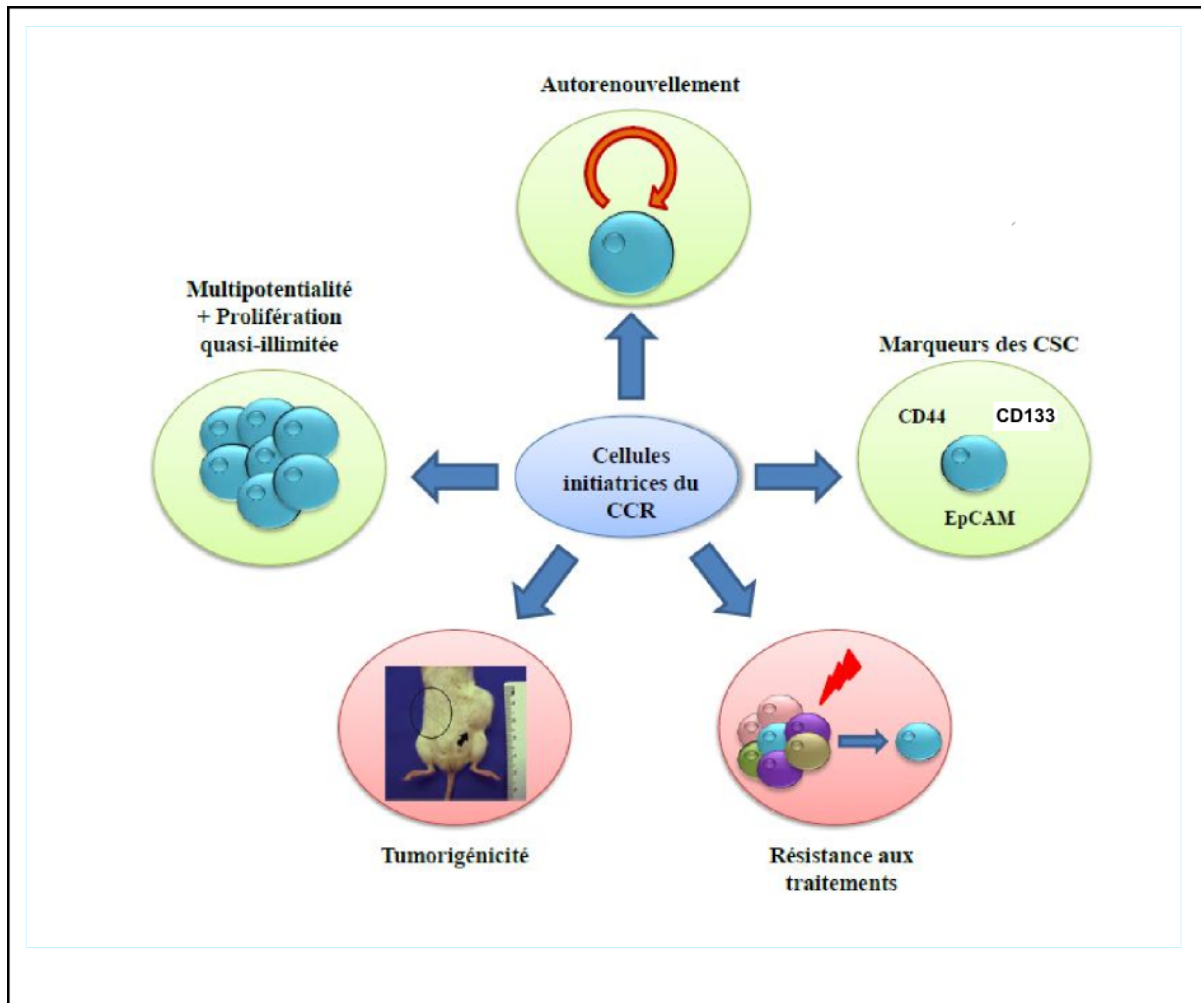 Autorenouvellement
Multipotentialité
+ Prolifération
quasi-illimitée
Marqueurs des CSC
CD44
CD133
EpCAM
Cellules
initiatrices du
CCR
Tumorigénicité
Résistance aux
traitements